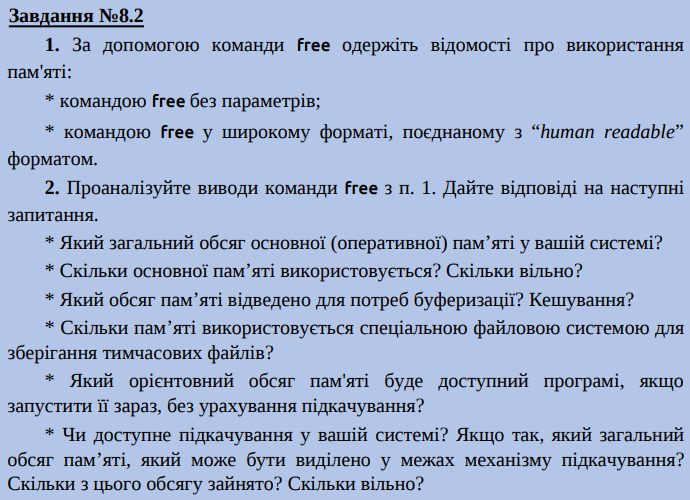 Завдання №8.2
1. За допомогою команди free одержіть відомості про використання
пам'яті:
* командою free без параметрів;
* командою free у широкому форматі, поєднаному з “human readable”
форматом.
2. Проаналізуйте виводи команди free з п. 1. Дайте відповіді на наступні
запитання.
* Який загальний обсяг основної (оперативної) пам’яті у вашій системі?
* Скільки основної пам’яті використовується? Скільки вільно?
* Який обсяг пам’яті відведено для потреб буферизації? Кешування?
* Скільки пам’яті використовується спеціальною файловою системою для
зберігання тимчасових файлів?
* Який орієнтовний обсяг пам'яті буде доступний програмі, якщо
запустити її зараз, без урахування підкачування?
* Чи доступне підкачування у вашій системі? Якщо так, який загальний
обсяг пам’яті, який може бути виділено у межах механізму підкачування?
Скільки з цього обсягу зайнято? Скільки вільно?